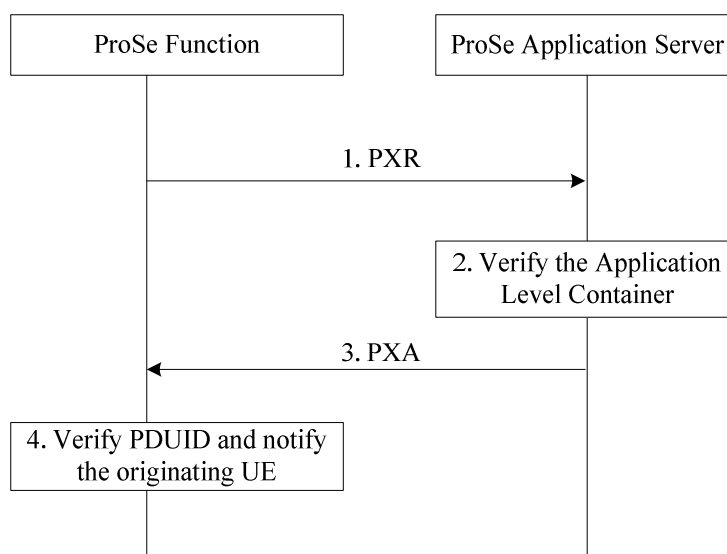 ProSe Function
ProSe Application Server
1. PXR
2. Verify the Application
Level Container
3. PXA
4. Verify PDUID and notify
the originating UE